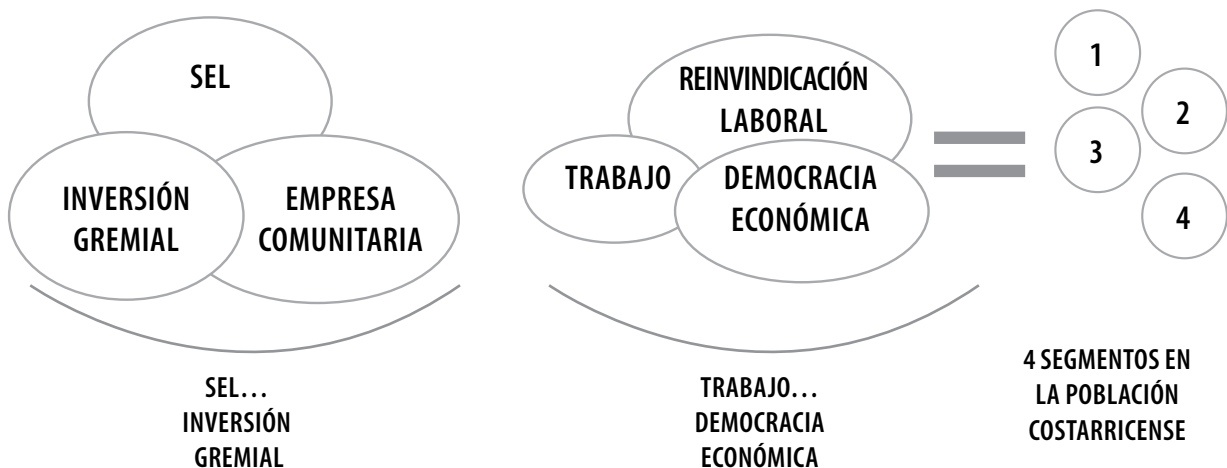 SEL
INVERSIÓN
GREMIAL
EMPRESA
COMUNITARIA
SEL...
INVERSIÓN
GREMIAL
REINVINDICACIÓN
LABORAL
TRABAJO
DEMOCRACIA
ECONÓMICA
TRABAJO...
DEMOCRACIA
ECONÓMICA
1
2
3
4
4 SEGMENTOS EN
LA POBLACIÓN
COSTARRICENSE